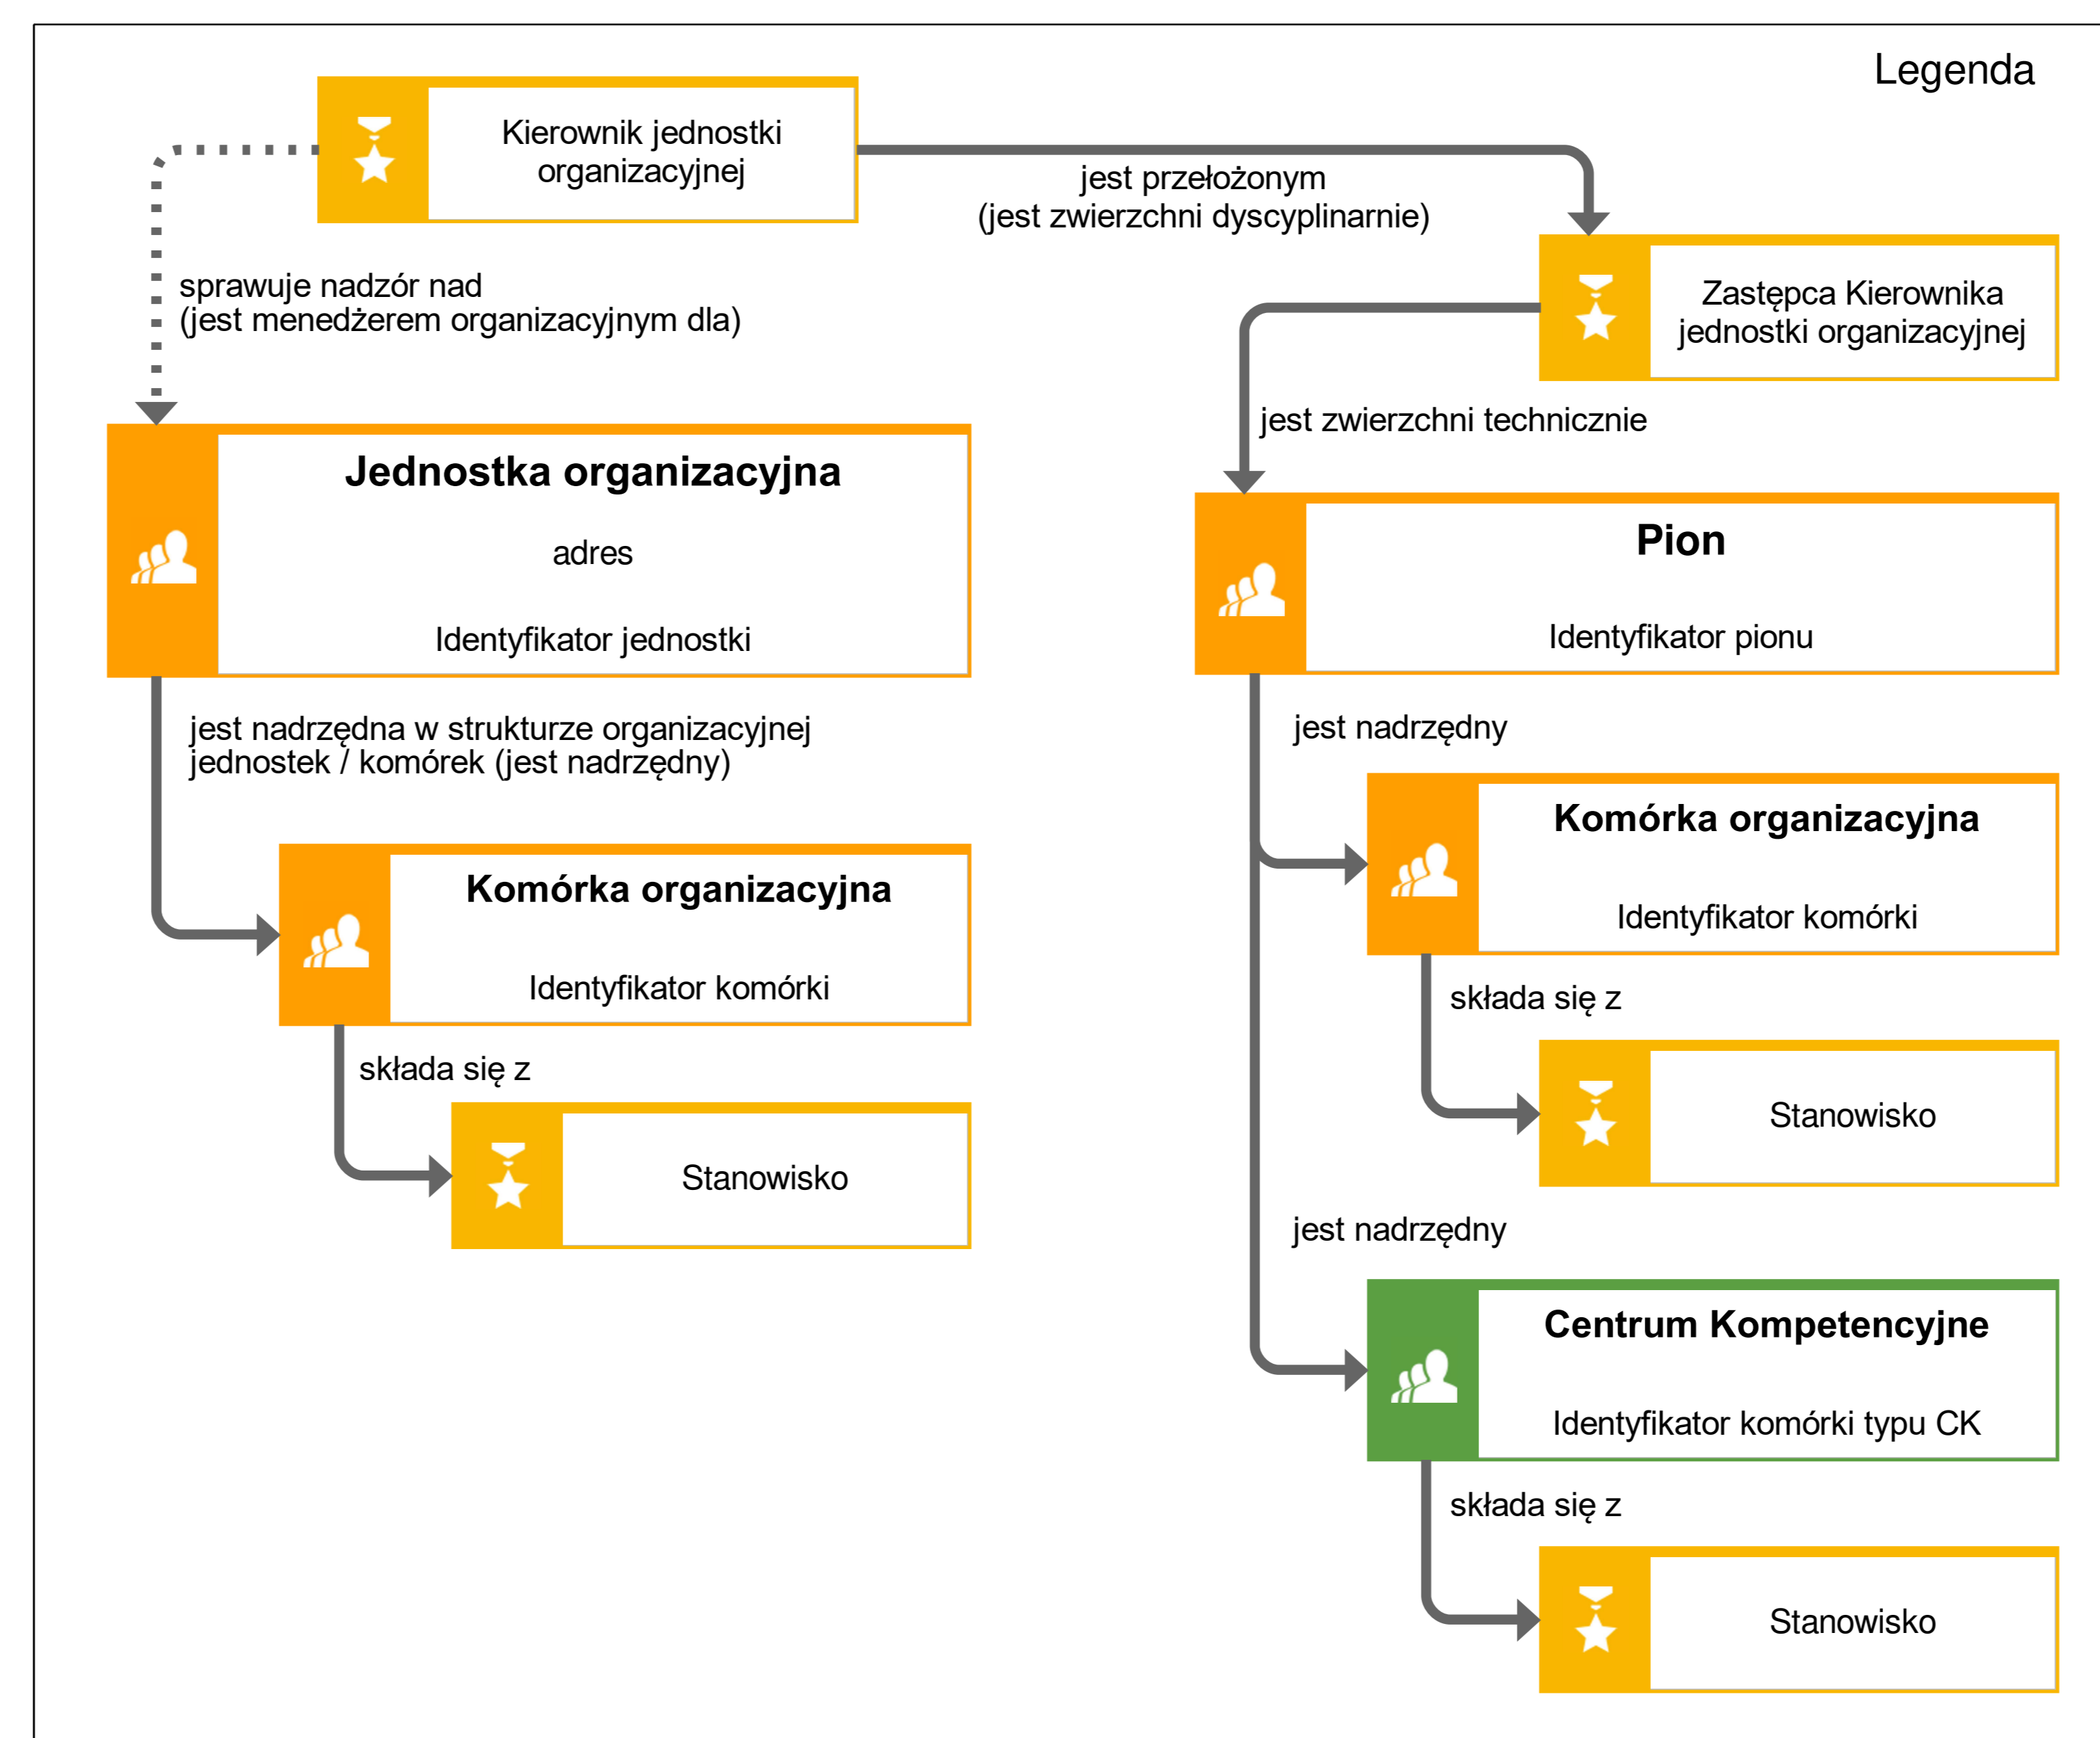 Legenda
Kierownik jednostki
organizacyjnej
jest przełożonym
(jest zwierzchni dyscyplinarnie)
sprawuje nadzór nad
(jest menedżerem organizacyjnym dla)
Zastępca Kierownika
jednostki organizacyjnej
jest zwierzchni technicznie
Jednostka organizacyjna
adres
Identyfikator jednostki
jest nadrzędna w strukturze organizacyjnej
jednostek / komórek (jest nadrzędny)
Komórka organizacyjna
Identyfikator komórki
składa się z
Stanowisko
Pion
Identyfikator pionu
jest nadrzędny
Komórka organizacyjna
Identyfikator komórki
składa się z
Stanowisko
jest nadrzędny
Centrum Kompetencyjne
Identyfikator komórki typu CK
składa się z
Stanowisko